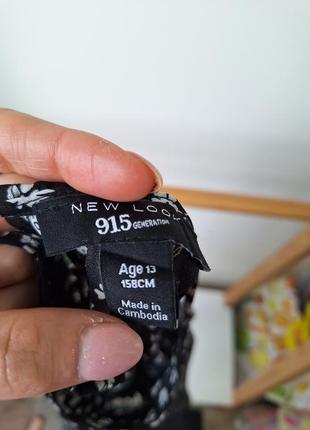 NEW LOOK
915 GENERATION
Age 13
158CM
Made in
Cambodia